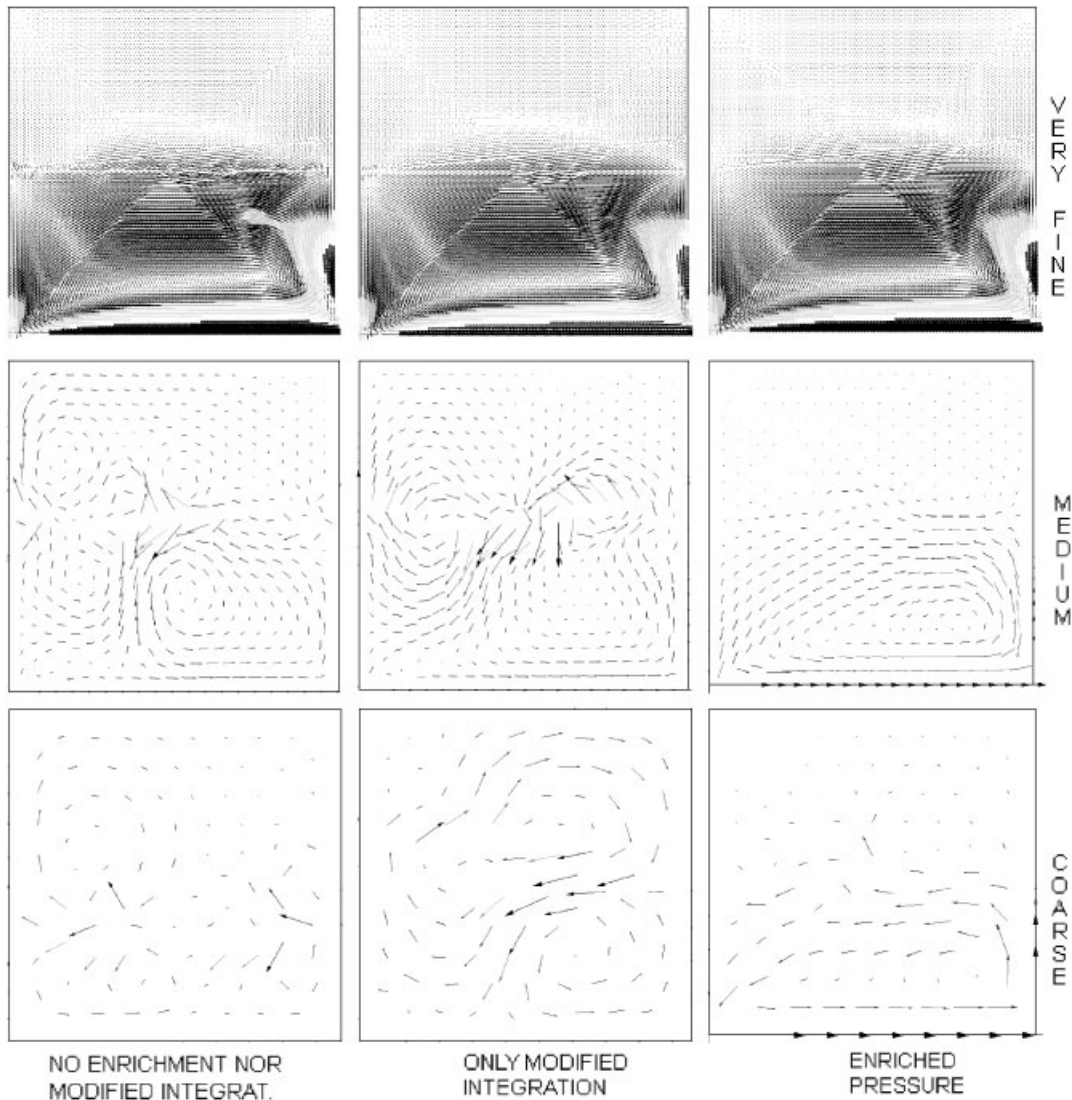 VERY FINE
MEDIUM
COARSE
NO ENRICHMENT NOR
MODIFIED INTEGRAT.
ONLY MODIFIED
INTEGRATION
ENRICHED
PRESSURE